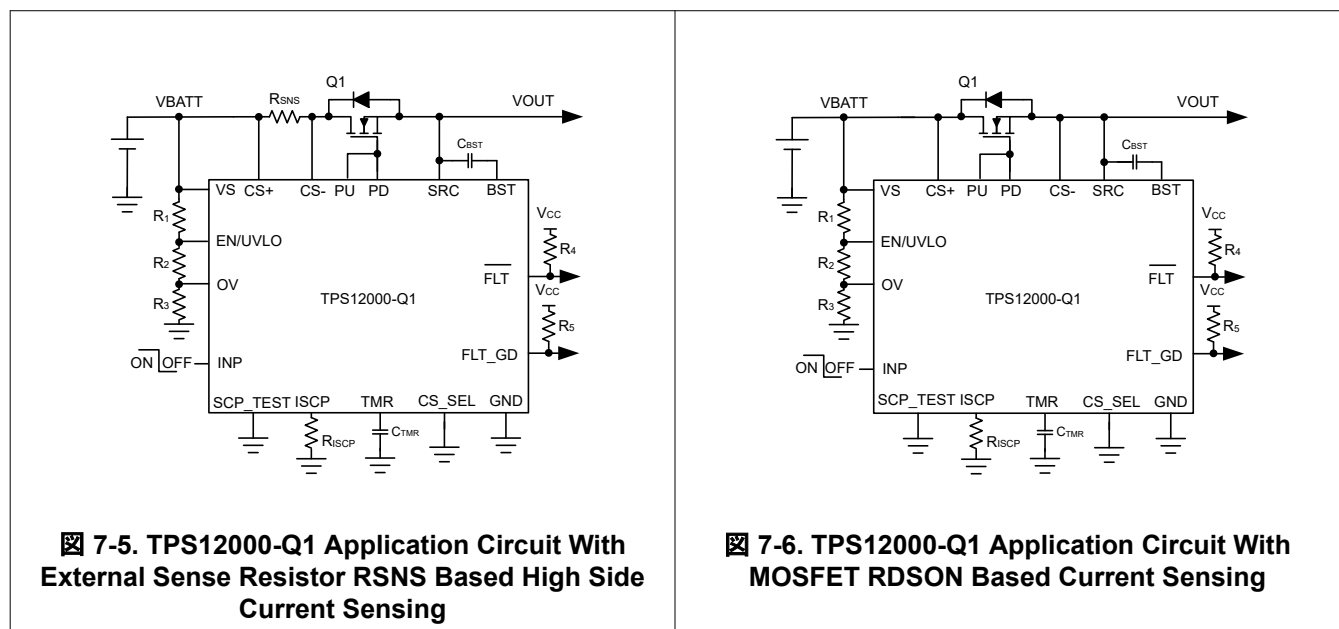 Q1
VBATT
RSNS
VOUT
CBST
VS
CS+
CS-
PU
PD
SRC
BST
R1
EN/UVLO
VCC
R4
R2
FLT
OV
R3
TPS12000-Q1
VCC
R5
ON
OFF
INP
FLT_GD
SCP_TEST
ISCP
TMR
CS_SEL
GND
RISCP
CTMR
図 7-5. TPS12000-Q1 Application Circuit With
External Sense Resistor RSNS Based High Side
Current Sensing
Q1
VBATT
VOUT
CBST
VS
CS+
PU
PD
CS-
SRC
BST
R1
EN/UVLO
VCC
R4
R2
FLT
OV
R3
TPS12000-Q1
VCC
R5
ON
OFF
INP
FLT_GD
SCP_TEST
ISCP
TMR
CS_SEL
GND
RISCP
CTMR
図 7-6. TPS12000-Q1 Application Circuit With
MOSFET RDSON Based Current Sensing